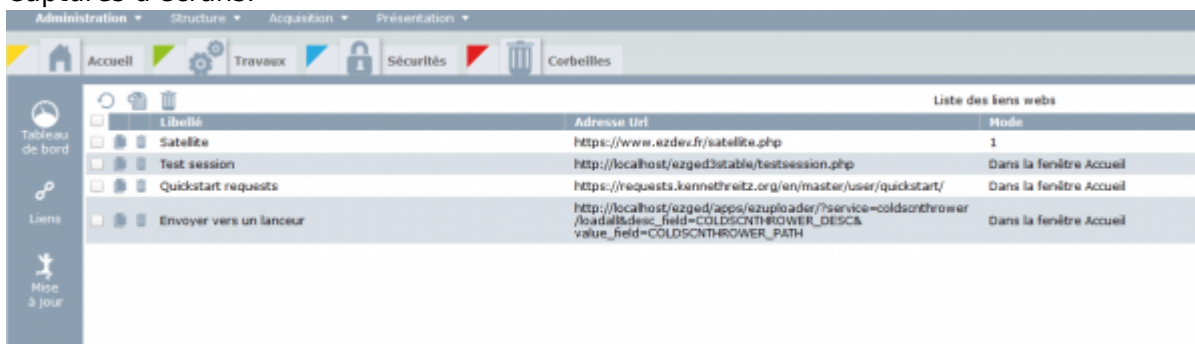 Captures d'écrans:
Administration Structure Acquisition Présentation
Accueil Travaux Sécurités Corbeilles
Liste des liens webs
Libellé Adresse Url Mode
Satellite https://www.ezdev.fr/satellite.php 1
Test session http://localhost/ezged3stable/testsession.php Dans la fenêtre Accueil
Quickstart requests https://requests.kennethreitz.org/en/master/user/quickstart/ Dans la fenêtre Accueil
Envoyer vers un lanceur http://localhost/ezged/apps/ezuploader/?service=coldscnthrower
/loadall&desc_field=COLDSCNTHROWER_DESC& Dans la fenêtre Accueil
value_field=COLDSCNTHROWER_PATH
Tableau
de bord
Liens
Mise
à jour